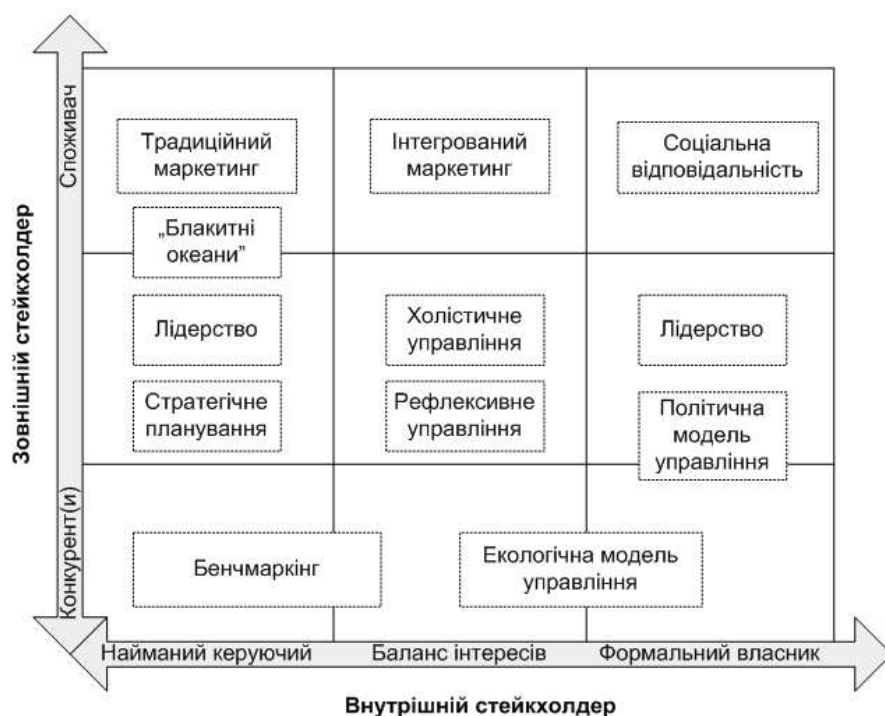 Зовнішній стейкхолдер
Споживач
Конкурент(и)
Традиційний
маркетинг
Інтегрований
маркетинг
Соціальна
відповідальність
„Блакитні
океани”
Лідерство
Холістичне
управління
Лідерство
Стратегічне
планування
Рефлексивне
управління
Політична
модель
управління
Бенчмаркінг
Екологічна модель
управління
Найманий керуючий
Баланс інтересів
Формальний власник
Внутрішній стейкхолдер